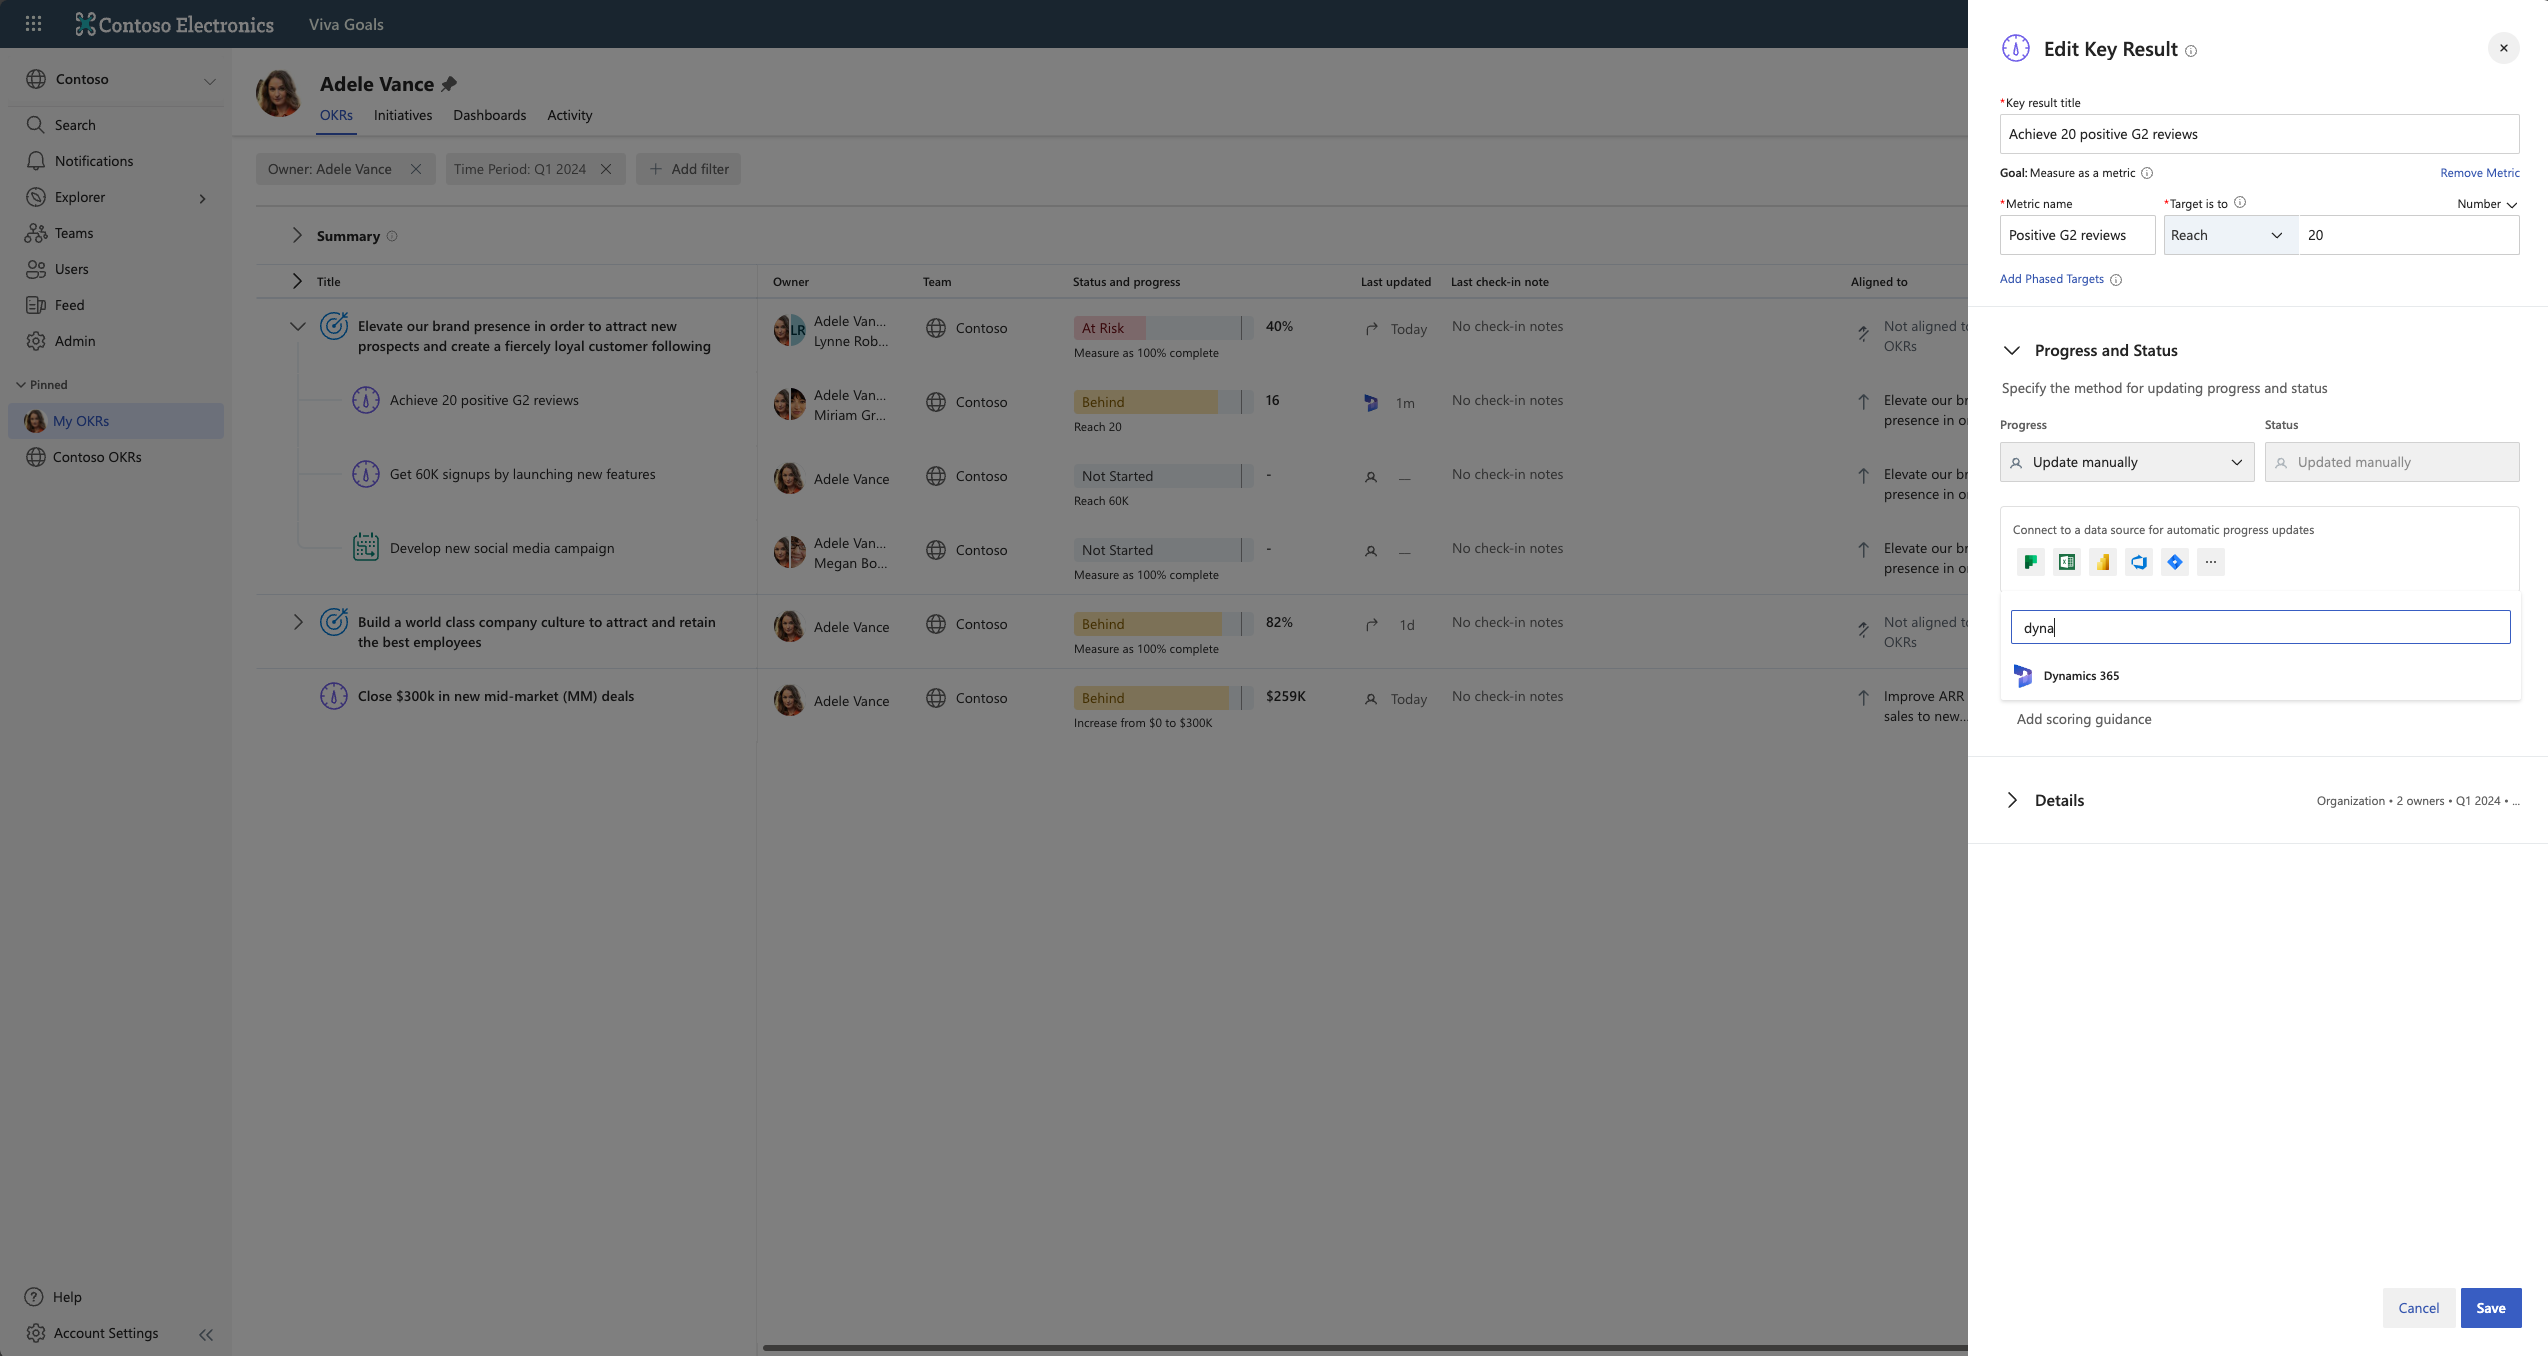 Contoso Electronics
Viva Goals
Contoso
Search
Notifications
Explorer
Teams
Users
Feed
Admin
Pinned
My OKRs
Contoso OKRs
Help
Account Settings
Adele Vance
OKRs Initiatives Dashboards Activity
Owner: Adele Vance Time Period: Q1 2024 Add filter
Summary
Title Owner Team Status and progress Last updated Last check-in note Aligned to
Elevate our brand presence in order to attract new
prospects and create a fiercely loyal customer following
LR
Adele Van...
Lynne Rob...
Contoso
At Risk
40%
Measure as 100% complete
Today
No check-in notes
Not aligned to
OKRs
Achieve 20 positive G2 reviews
Adele Van...
Miriam Gr...
Contoso
Behind
16
Reach 20
1m
No check-in notes
Elevate our br
presence in o
Get 60K signups by launching new features
Adele Vance
Contoso
Not Started
-
Reach 60K
—
No check-in notes
Elevate our br
presence in o
Develop new social media campaign
Adele Van...
Megan Bo...
Contoso
Not Started
-
Measure as 100% complete
—
No check-in notes
Elevate our br
presence in o
Build a world class company culture to attract and retain
the best employees
Adele Vance
Contoso
Behind
82%
Measure as 100% complete
1d
No check-in notes
Not aligned to
OKRs
Close $300k in new mid-market (MM) deals
Adele Vance
Contoso
Behind
$259K
Increase from $0 to $300K
Today
No check-in notes
Improve ARR
sales to new...
Edit Key Result
*Key result title
Achieve 20 positive G2 reviews
Goal: Measure as a metric
Remove Metric
*Metric name *Target is to Number
Positive G2 reviews Reach 20
Add Phased Targets
Progress and Status
Specify the method for updating progress and status
Progress Status
Update manually Updated manually
Connect to a data source for automatic progress updates
dyna
Dynamics 365
Add scoring guidance
Details Organization • 2 owners • Q1 2024 • ...
Cancel Save